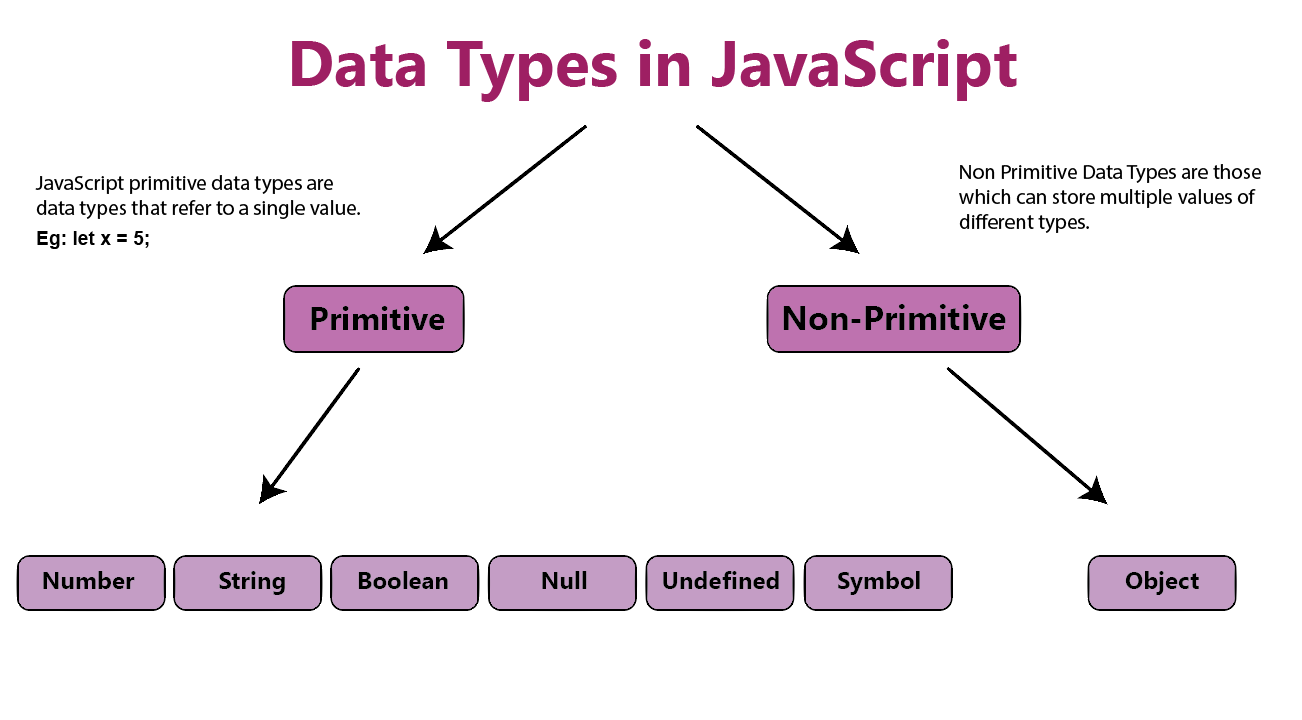 Data Types in JavaScript
JavaScript primitive data types are
data types that refer to a single value.
Eg: let x = 5;
Non Primitive Data Types are those
which can store multiple values of
different types.
Primitive
Non-Primitive
Number
String
Boolean
Null
Undefined
Symbol
Object